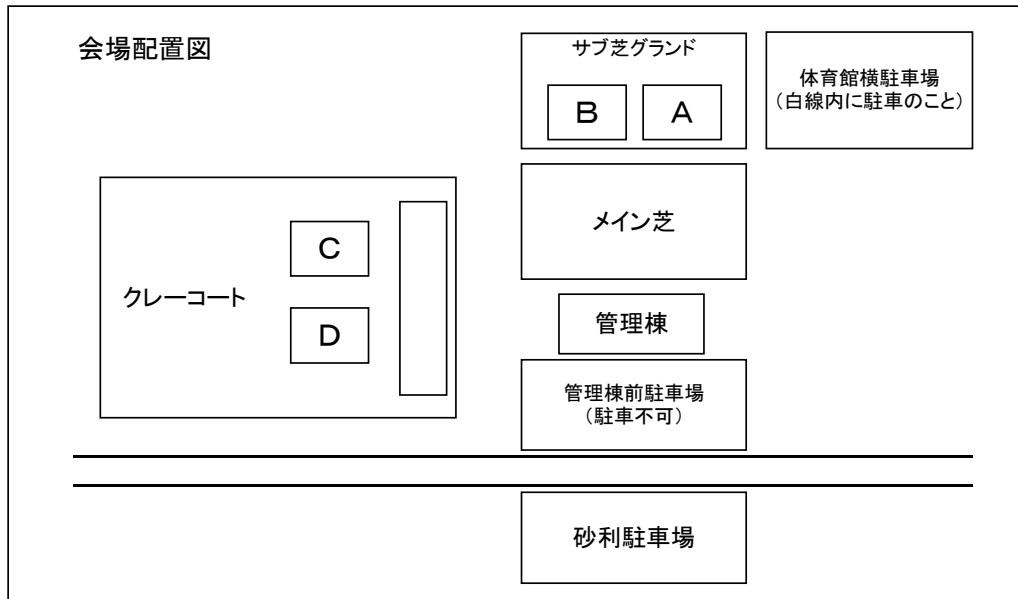 会場配置図
サブ芝グランド
B
A
体育館横駐車場
（白線内に駐車のこと）
メイン芝
C
クレーコート
D
管理棟
管理棟前駐車場
（駐車不可）
砂利駐車場